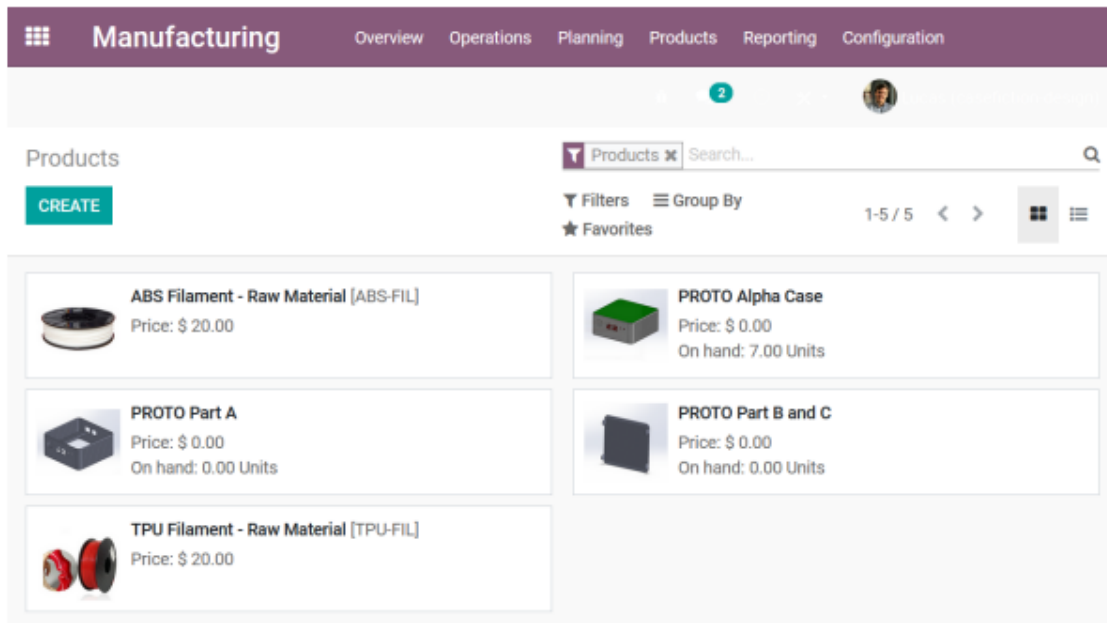 Manufacturing Overview Operations Planning Products Reporting Configuration
2
Products
Products ✖ Search...
CREATE
Filters Group By
Favorites
1-5 / 5
ABS Filament - Raw Material [ABS-FIL]
Price: $ 20.00
PROTO Alpha Case
Price: $ 0.00
On hand: 7.00 Units
PROTO Part A
Price: $ 0.00
On hand: 0.00 Units
PROTO Part B and C
Price: $ 0.00
On hand: 0.00 Units
TPU Filament - Raw Material [TPU-FIL]
Price: $ 20.00